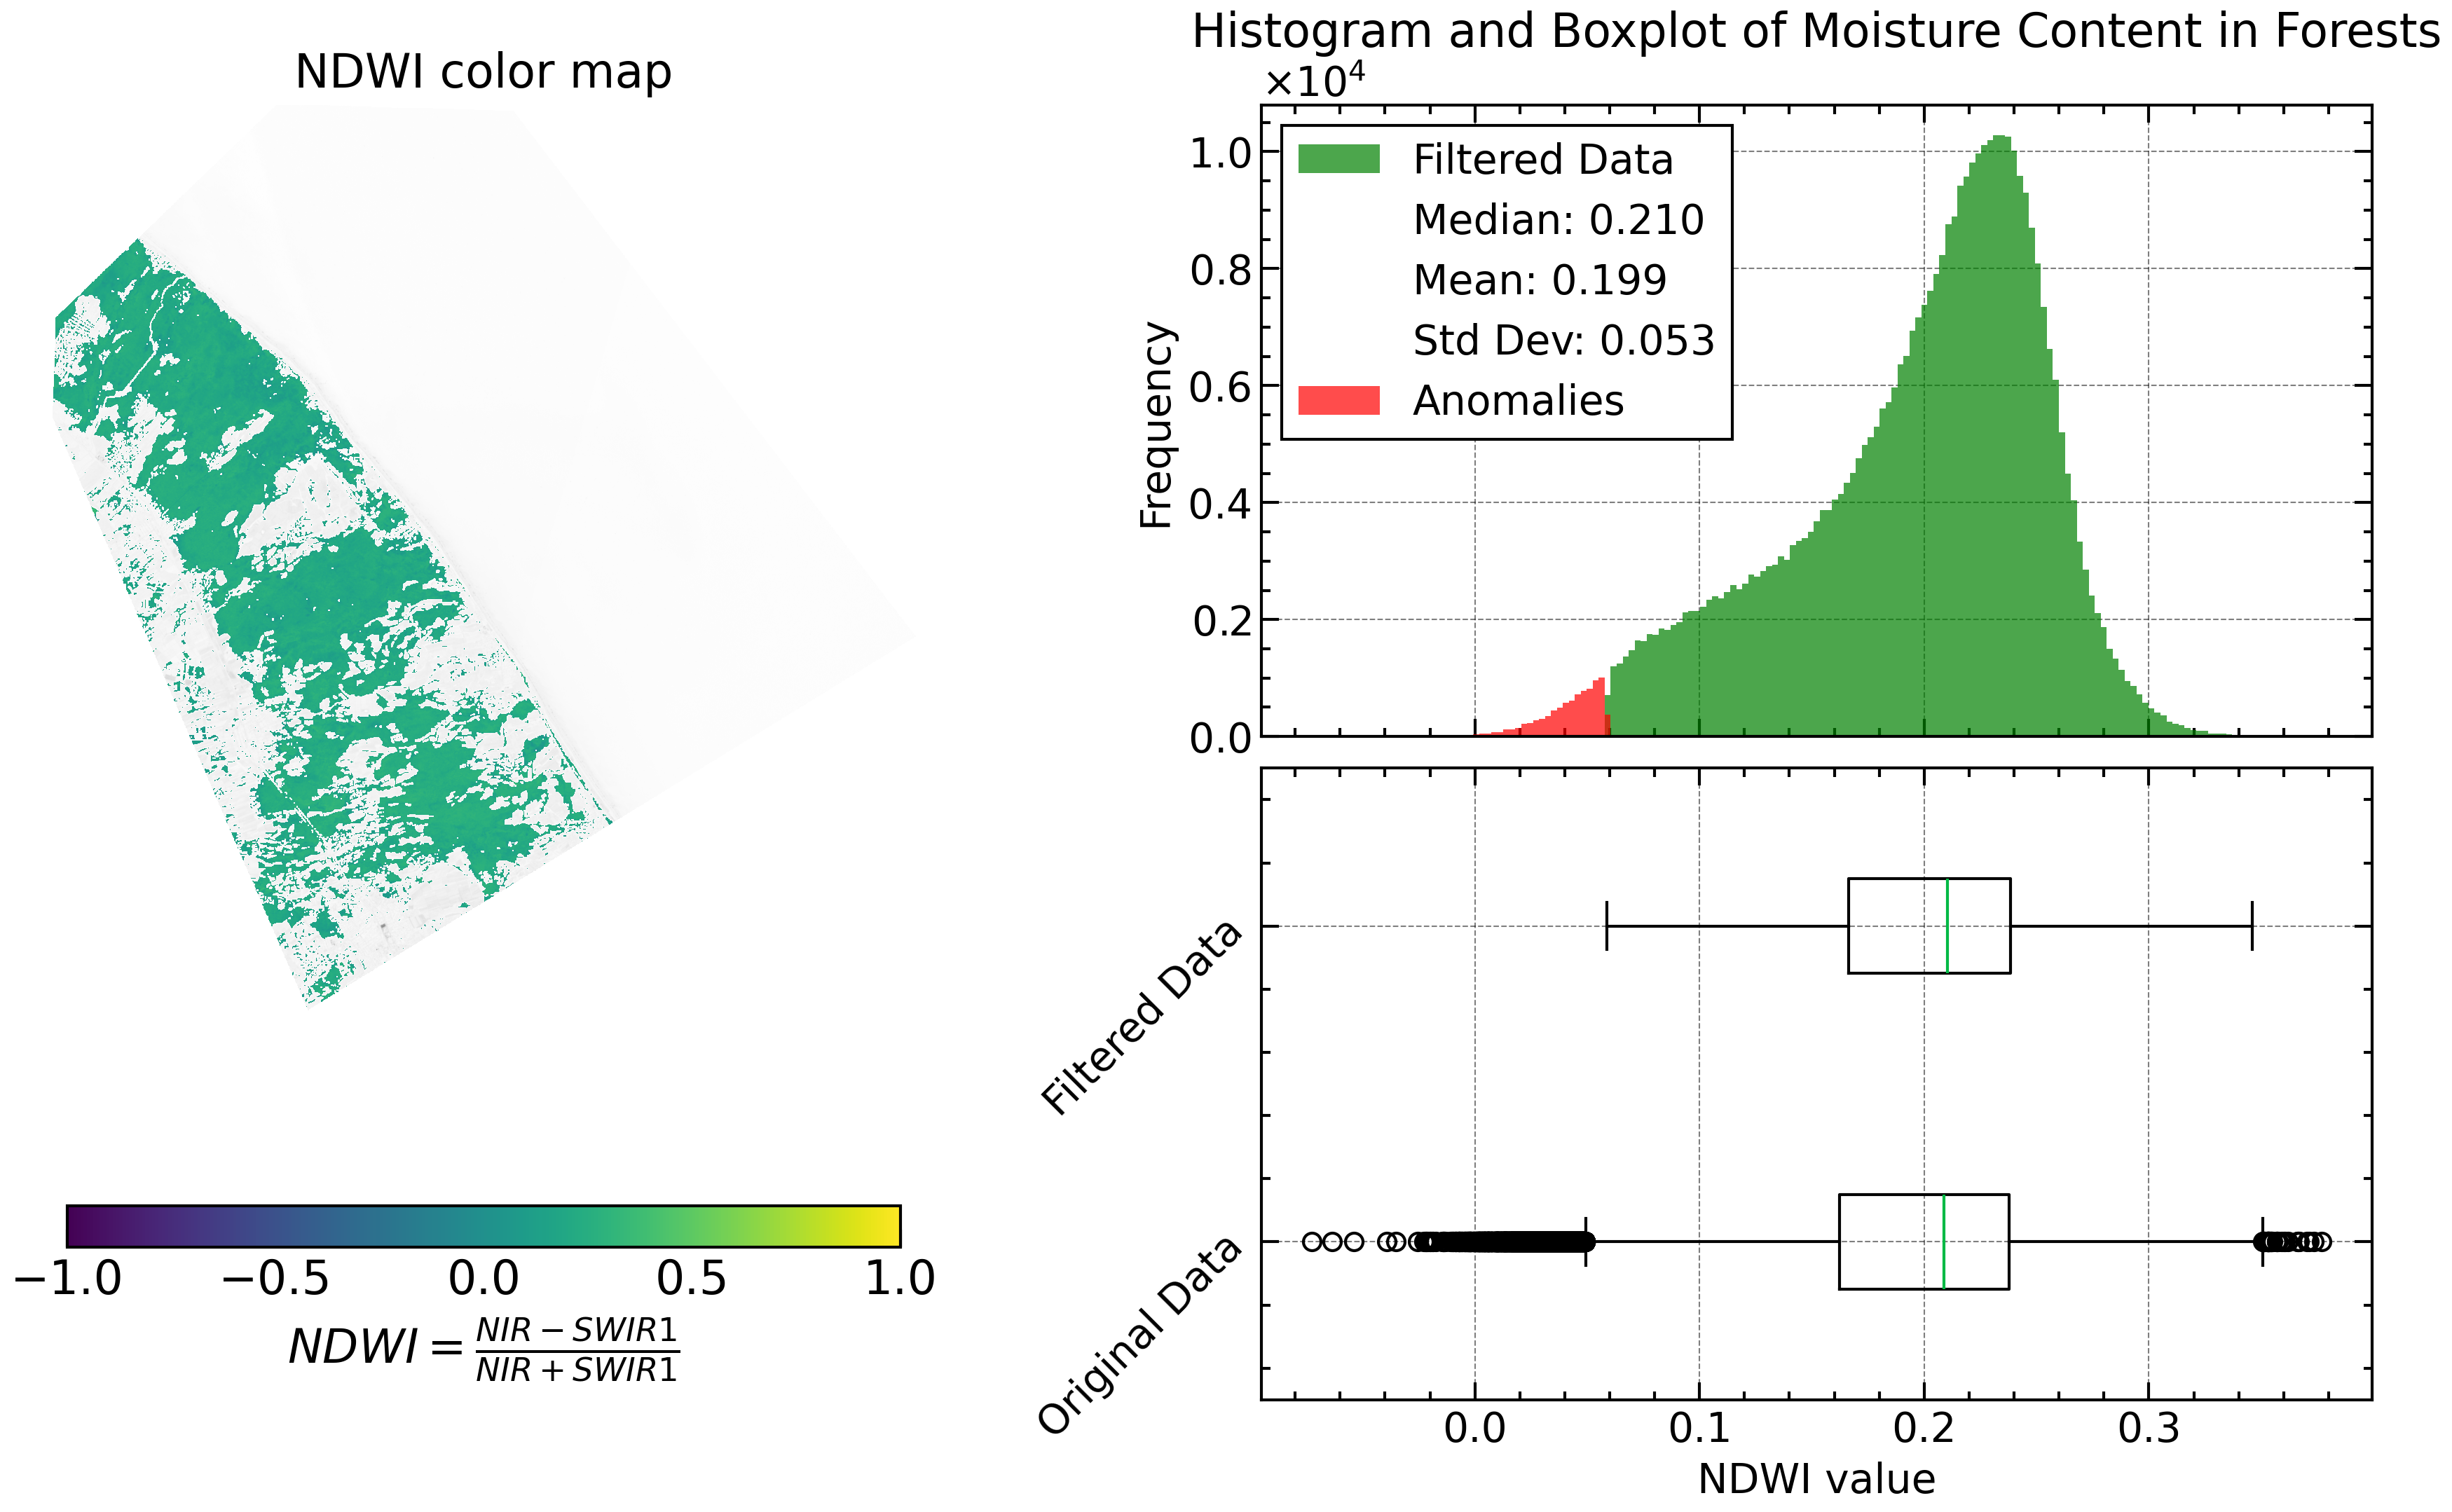 NDWI color map
−1.0 −0.5 0.0 0.5 1.0
NDWI = NIR − SWIR1 / NIR + SWIR1
Histogram and Boxplot of Moisture Content in Forests
×10⁴
1.0
0.8
0.6
0.4
0.2
0.0
Frequency
Filtered Data
Median: 0.210
Mean: 0.199
Std Dev: 0.053
Anomalies
Filtered Data
Original Data
0.0 0.1 0.2 0.3
NDWI value